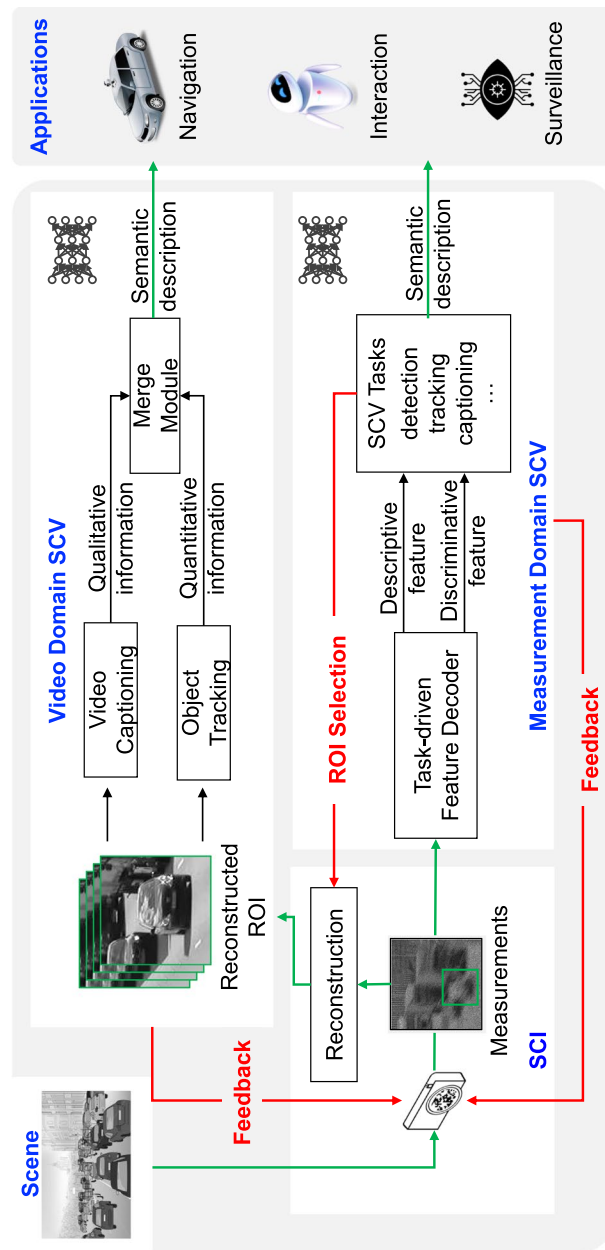 Scene
Feedback
Video Domain SCV
Reconstructed
ROI
Video
Captioning
Object
Tracking
Qualitative
information
Quantitative
information
Merge
Module
Semantic
description
SCI
Measurements
Reconstruction
ROI Selection
Task-driven
Feature Decoder
Descriptive
feature
Discriminative
feature
SCV Tasks
detection
tracking
captioning
…
Semantic
description
Measurement Domain SCV
Feedback
Applications
Navigation
Interaction
Surveillance